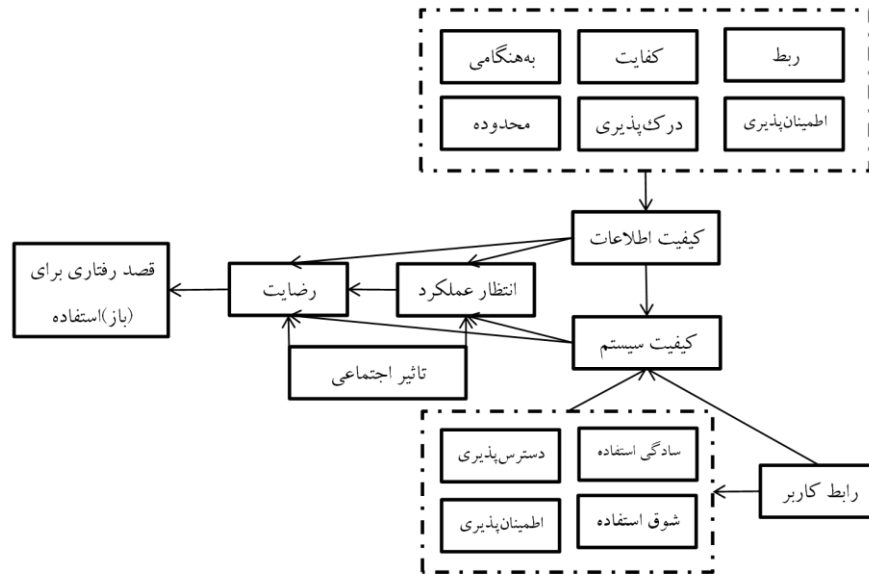 ربط
کفایت
به‌هنگامی
اطمینان‌پذیری
درک‌پذیری
محدوده
کیفیت اطلاعات
قصد رفتاری برای
(باز)استفاده
رضایت
انتظار عملکرد
کیفیت سیستم
تاثیر اجتماعی
سادگی استفاده
دسترس‌پذیری
رابط کاربر
شوق استفاده
اطمینان‌پذیری